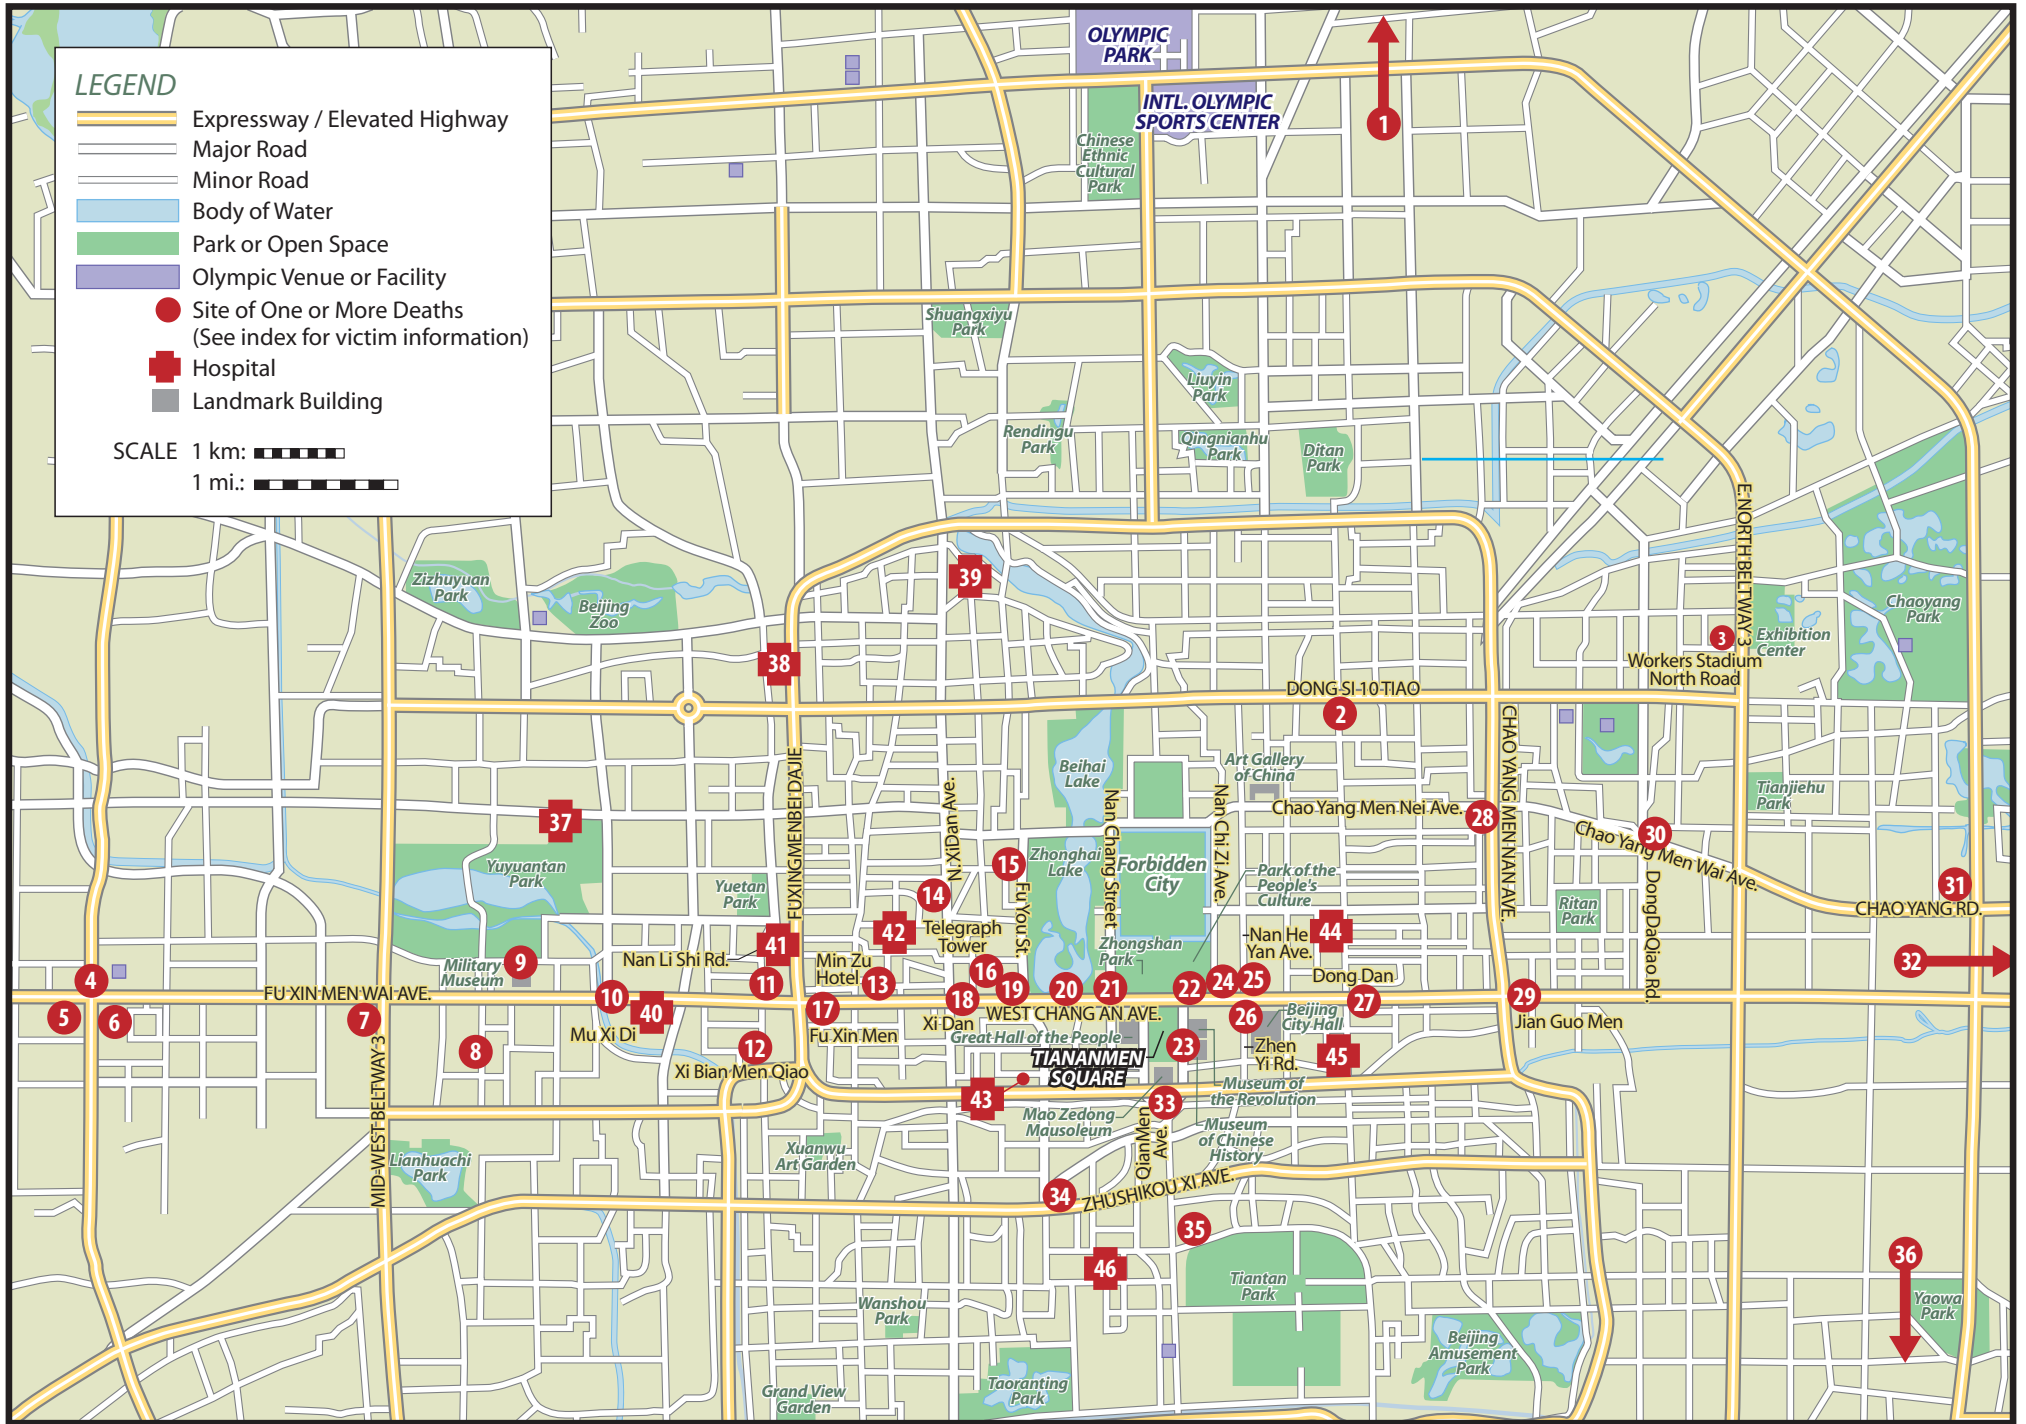 OLYMPIC
PARK
INTL. OLYMPIC
SPORTS CENTER
1
Chinese
Ethnic
Cultural
Park
LEGEND
Expressway / Elevated Highway
Major Road
Minor Road
Body of Water
Park or Open Space
Olympic Venue or Facility
Site of One or More Deaths
(See index for victim information)
Hospital
Landmark Building
SCALE 1 km:
1 mi.:
Shuangxiyu
Park
Liuyin
Park
Rendingu
Park
Qingnianhu
Park
Ditan
Park
E. NORTH BELTWAY 3
Zizhuyuan
Park
Beijing
Zoo
39
38
Chaoyang
Park
3
Exhibition
Center
Workers Stadium
North Road
DONG SI 10 TIAO
2
FUXINGMENBEI DAJIE
N. XiDan Ave.
Beihai
Lake
Nan Chang Street
Nan Chi Zi Ave.
Art Gallery
of China
Chao Yang Men Nei Ave.
28
CHAO YANG MEN NAN AVE.
30
Chao Yang Men Wai Ave.
Tianjiehu
Park
37
Yuyuantan
Park
Yuetan
Park
15
14
Fu You St.
Zhonghai
Lake
Forbidden
City
Park of the
People's
Culture
Ritan
Park
DongDaQiao Rd.
31
CHAO YANG RD.
32
42
Telegraph
Tower
41
Nan Li Shi Rd.
Min Zu
Hotel
13
Zhongshan
Park
Nan He
Yan Ave.
44
Dong Dan
9
Military
Museum
4
5
6
FU XIN MEN WAI AVE.
7
8
10
40
Mu Xi Di
11
12
Xi Bian Men Qiao
17
Fu Xin Men
16
18
19
Xi Dan
20
21
WEST CHANG AN AVE.
22
24
25
26
27
29
Jian Guo Men
Great Hall of the People
Beijing
City Hall
23
Zhen
Yi Rd.
45
TIANANMEN
SQUARE
43
Mao Zedong
Mausoleum
33
Museum of
the Revolution
Museum
of Chinese
History
QianMen
Ave.
MID-WEST BELTWAY 3
Lianhuachi
Park
Xuanwu
Art Garden
34
ZHUSHIKOU XI AVE.
35
46
Tiantan
Park
36
Yaowa
Park
Wanshou
Park
Beijing
Amusement
Park
Grand View
Garden
Taoranting
Park